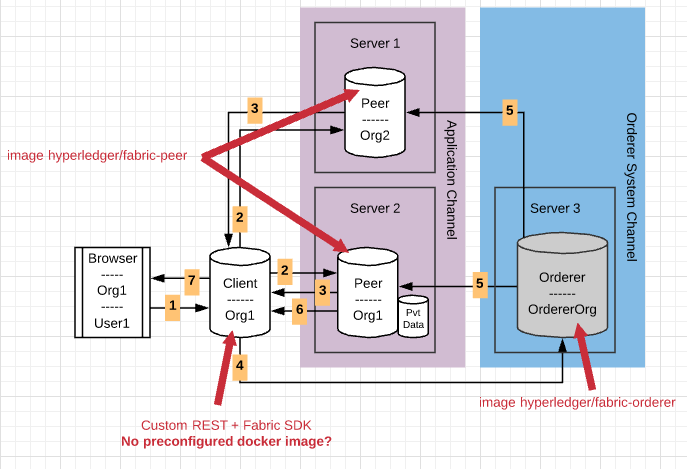 Server 1
Peer
------
Org2
3
5
image hyperledger/fabric-peer
Application Channel
Orderer System Channel
2
Server 2
Server 3
Browser
-----
Org1
-----
User1
7
1
Client
------
Org1
2
3
6
Peer
------
Org1
Pvt
Data
5
Orderer
------
OrdererOrg
4
image hyperledger/fabric-orderer
Custom REST + Fabric SDK
No preconfigured docker image?